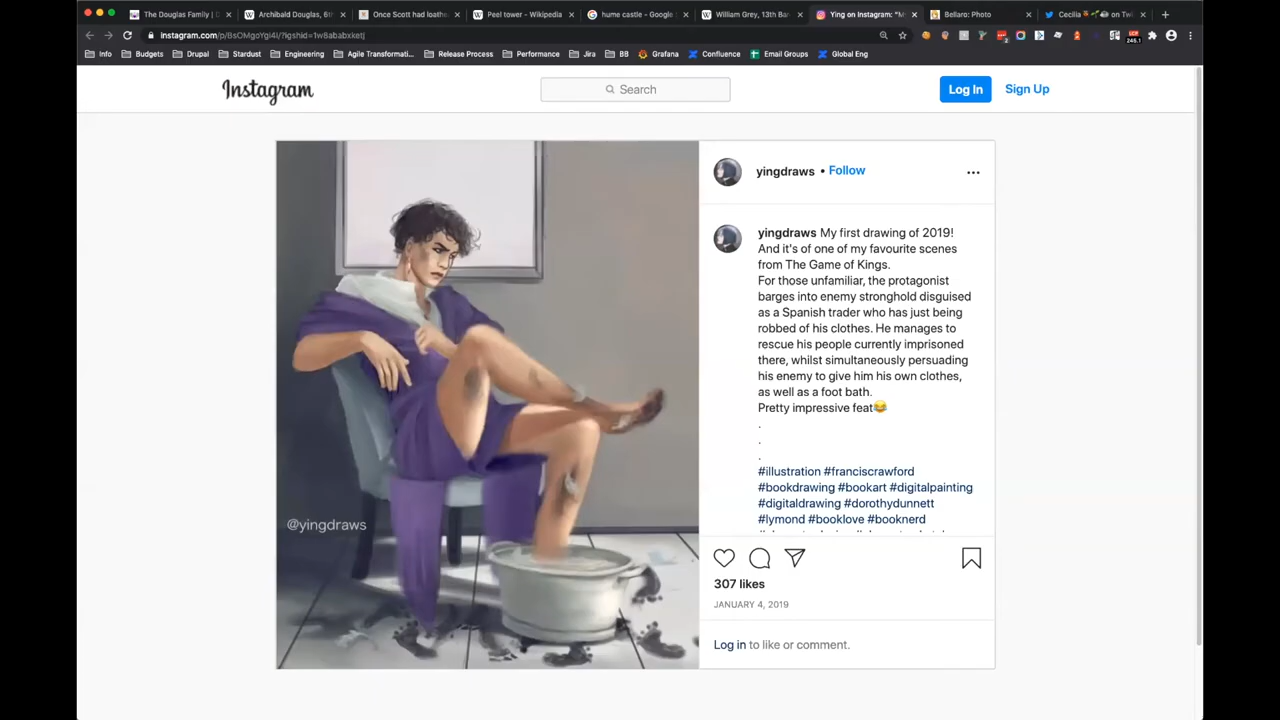 The Douglas Family | D
Archibald Douglas, 6th
Once Scott had loathe
Peel tower - Wikipedia
hume castle - Google
William Grey, 13th Bar
Ying on Instagram: "M
Bellaro: Photo
Cecilia on Twi
instagram.com/p/BsOMgoYgi4I/?igshid=1w8ababxketj
Info Budgets Drupal Stardust Engineering Agile Transformati... Release Process Performance Jira BB Grafana Confluence Email Groups Global Eng
Instagram
Search
Log In Sign Up
yingdraws • Follow
yingdraws My first drawing of 2019!
And it's of one of my favourite scenes
from The Game of Kings.
For those unfamiliar, the protagonist
barges into enemy stronghold disguised
as a Spanish trader who has just being
robbed of his clothes. He manages to
rescue his people currently imprisoned
there, whilst simultaneously persuading
his enemy to give him his own clothes,
as well as a foot bath.
Pretty impressive feat😂
.
.
.
#illustration #franciscrawford
#bookdrawing #bookart #digitalpainting
#digitaldrawing #dorothydunnett
#lymond #booklove #booknerd
@yingdraws
307 likes
JANUARY 4, 2019
Log in to like or comment.